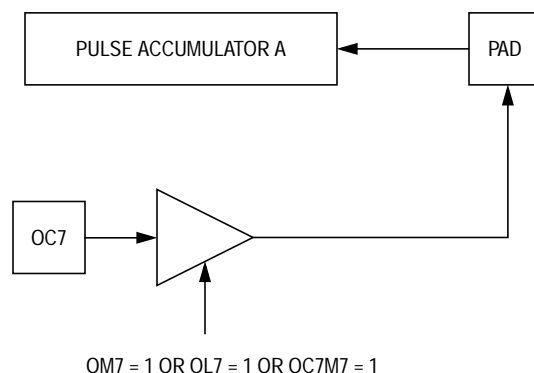 PULSE ACCUMULATOR A
PAD
OC7
OM7 = 1 OR OL7 = 1 OR OC7M7 = 1